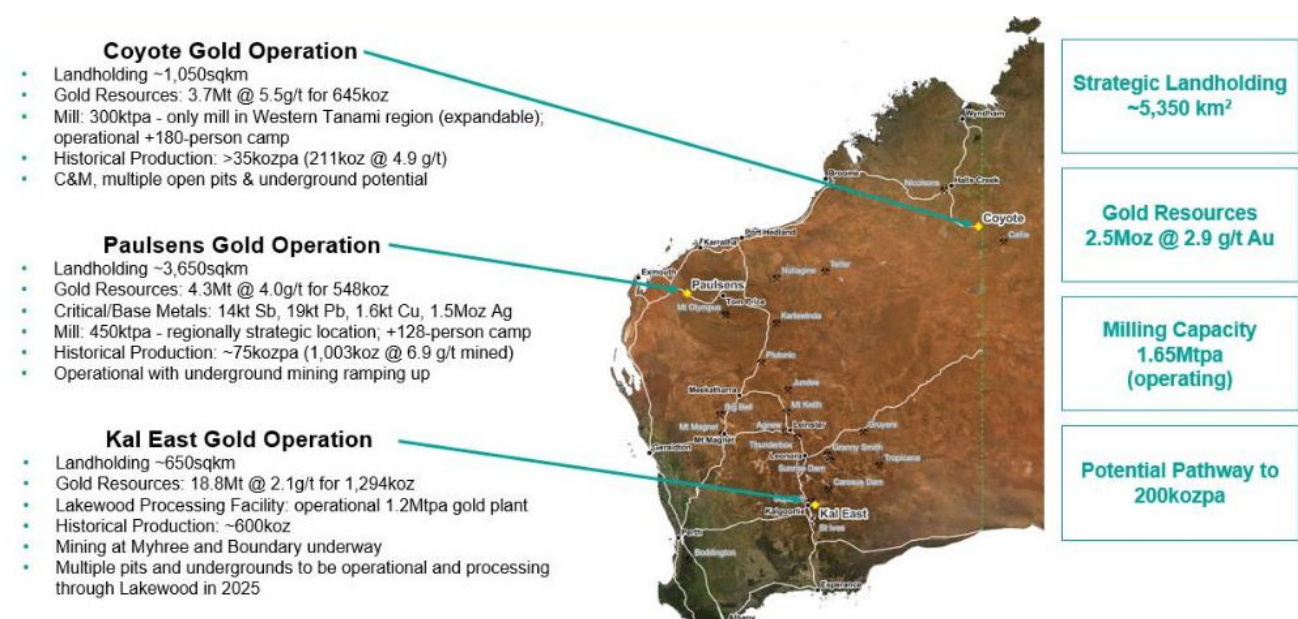 Coyote Gold Operation
Landholding ~1,050sqkm
Gold Resources: 3.7Mt @ 5.5g/t for 645koz
Mill: 300ktpa - only mill in Western Tanami region (expandable);
operational +180-person camp
Historical Production: >35kozpa (211koz @ 4.9 g/t)
C&M, multiple open pits & underground potential
Paulsens Gold Operation
Landholding ~3,650sqkm
Gold Resources: 4.3Mt @ 4.0g/t for 548koz
Critical/Base Metals: 14kt Sb, 19kt Pb, 1.6kt Cu, 1.5Moz Ag
Mill: 450ktpa - regionally strategic location; +128-person camp
Historical Production: ~75kozpa (1,003koz @ 6.9 g/t mined)
Operational with underground mining ramping up
Kal East Gold Operation
Landholding ~650sqkm
Gold Resources: 18.8Mt @ 2.1g/t for 1,294koz
Lakewood Processing Facility: operational 1.2Mtpa gold plant
Historical Production: ~600koz
Mining at Myhree and Boundary underway
Multiple pits and undergrounds to be operational and processing
through Lakewood in 2025
Wyndham
Broome
Nicolsons
Halls Creek
Coyote
Callie
Port Hedland
Karratha
Exmouth
Nullagine
Telfer
Paulsens
Tom Price
Mt Olympus
Karlawinda
Plutonic
Jundee
Meekatharra
Big Bell
Mt Keith
Mt Magnet
Mt Magnet
Agnew
Leinster
Gruyere
Geraldton
Thunderbox
Leonora
Granny Smith
Sunrise Dam
Tropicana
Carosue Dam
Kalgoorlie
Kal East
St Ives
Perth
Boddington
Esperance
Albany
Strategic Landholding
~5,350 km²
Gold Resources
2.5Moz @ 2.9 g/t Au
Milling Capacity
1.65Mtpa
(operating)
Potential Pathway to
200kozpa